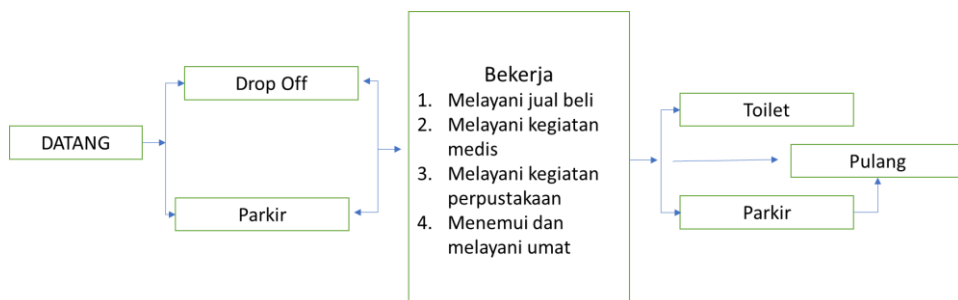 DATANG
Drop Off
Parkir
Bekerja
1. Melayani jual beli
2. Melayani kegiatan
medis
3. Melayani kegiatan
perpustakaan
4. Menemui dan
melayani umat
Toilet
Pulang
Parkir